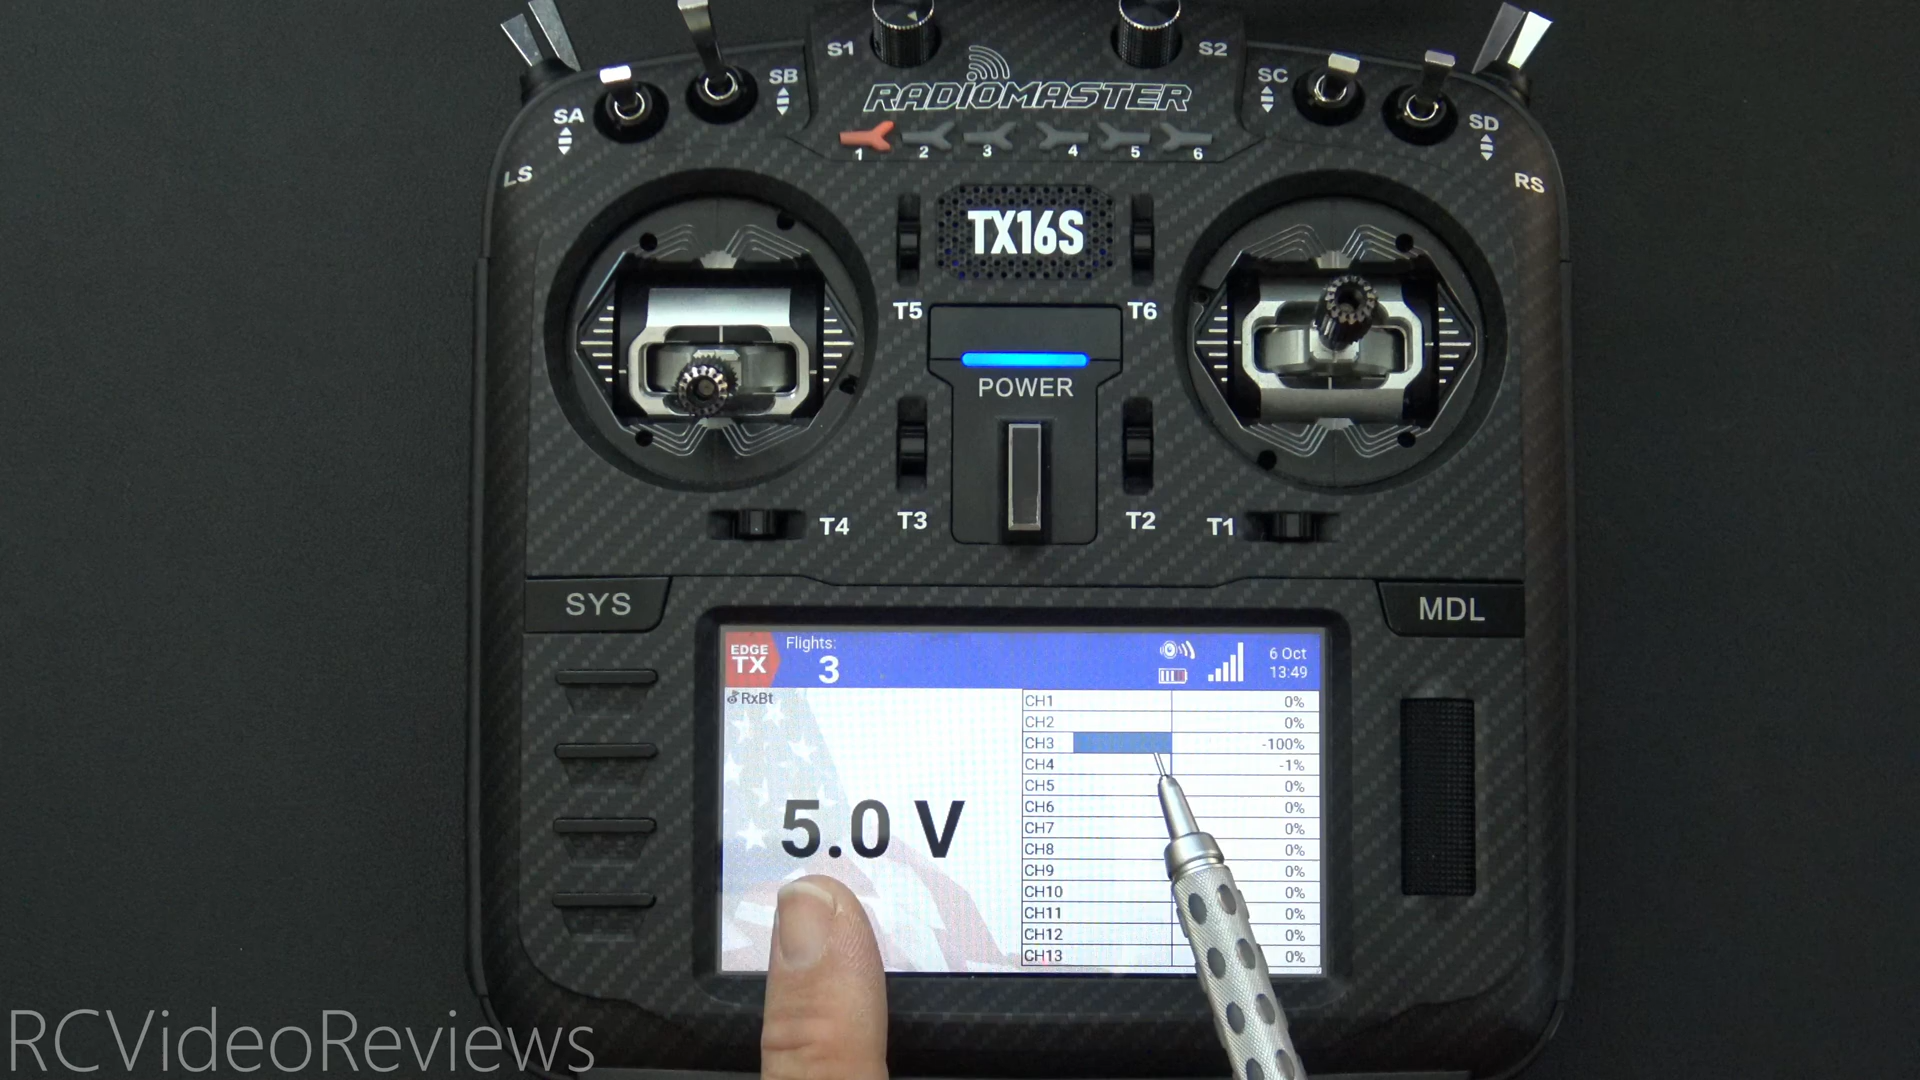 S1
S2
SB
SC
RADIOMASTER
SA
SD
1 2 3 4 5 6
LS
RS
TX16S
T5
T6
POWER
T4
T3
T2
T1
SYS
MDL
EDGE
TX
Flights:
3
6 Oct
13:49
RxBt
5.0 V
CH1 0%
CH2 0%
CH3 -100%
CH4 -1%
CH5 0%
CH6 0%
CH7 0%
CH8 0%
CH9 0%
CH10 0%
CH11 0%
CH12 0%
CH13 0%
RCVideoReviews